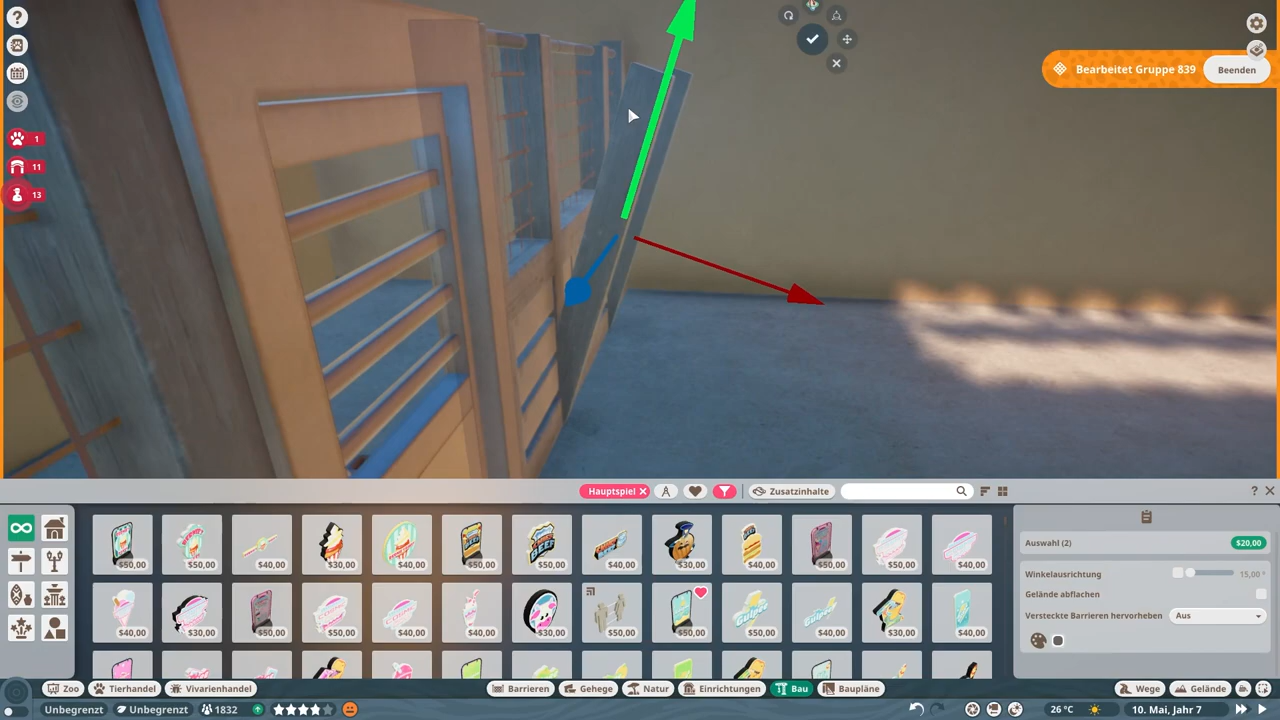 Bearbeitet Gruppe 839
Beenden
1
11
13
Hauptspiel
Zusatzinhalte
Auswahl (2)
$20,00
Winkelausrichtung
15,00 °
Gelände abflachen
Versteckte Barrieren hervorheben
Aus
$50,00 $50,00 $40,00 $30,00 $40,00 $50,00 $50,00 $40,00 $30,00 $40,00 $50,00 $50,00 $40,00
$40,00 $30,00 $50,00 $50,00 $40,00 $40,00 $30,00 $50,00 $50,00 $50,00 $40,00 $30,00 $40,00
Zoo
Tierhandel
Vivarienhandel
Barrieren
Gehege
Natur
Einrichtungen
Bau
Baupläne
Wege
Gelände
Unbegrenzt
Unbegrenzt
1832
26 °C
10. Mai, Jahr 7